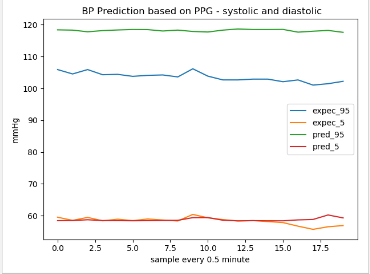 BP Prediction based on PPG - systolic and diastolic
120
110
100
90
80
70
60
mmHg
expec_95
expec_5
pred_95
pred_5
0.0 2.5 5.0 7.5 10.0 12.5 15.0 17.5
sample every 0.5 minute